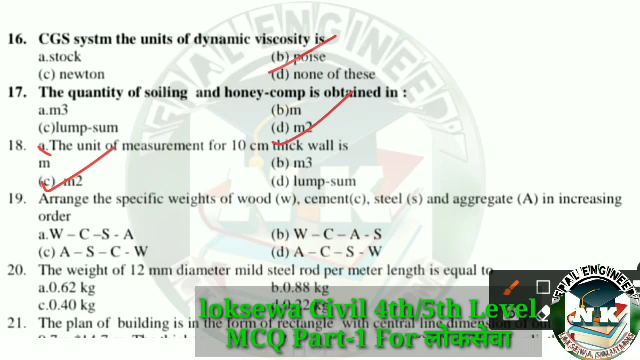 16. CGS systm the units of dynamic viscosity is
a.stock (b) poise
(c) newton (d) none of these
17. The quantity of soiling and honey-comp is obtained in :
a.m3 (b)m
(c)lump-sum (d) m2
18. a.The unit of measurement for 10 cm thick wall is
m (b) m3
(c) m2 (d) lump-sum
19. Arrange the specific weights of wood (w), cement(c), steel (s) and aggregate (A) in increasing
order
a.W – C –S - A (b) W – C – A - S
(c) A – S – C - W (d) A – C – S - W
20. The weight of 12 mm diameter mild steel rod per meter length is equal to
a.0.62 kg b.0.88 kg
(c.0.40 kg
loksewa Civil 4th/5th Level
21. The plan of building is in the form of rectangle with central line dimension of
MCQ Part-1 For लोकसेवा